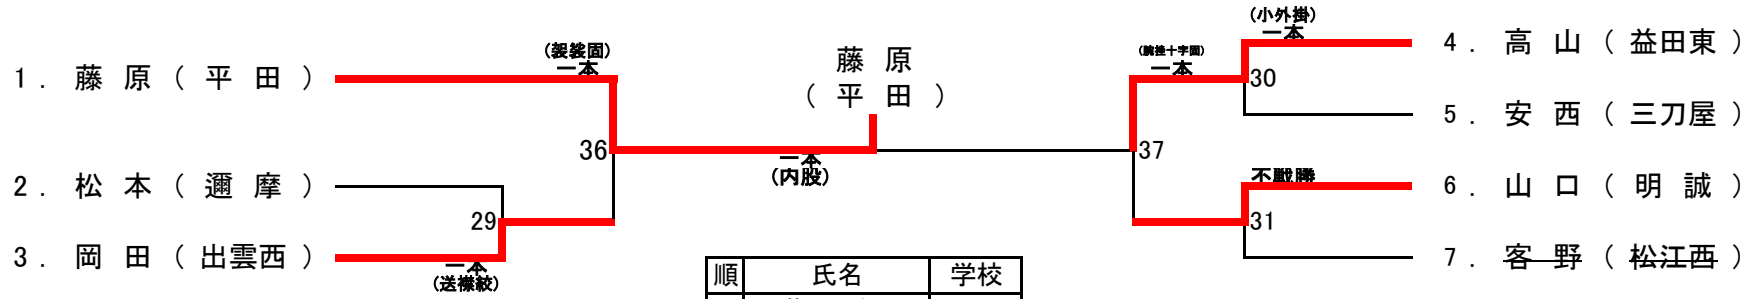 (小外掛)
一本
4． 高 山 （ 益田東 ）
(袈裟固)
一本
藤 原
（ 平 田 ）
(腕挫十字固)
一本
1． 藤 原 （ 平 田 ）
30
5． 安 西 （ 三刀屋 ）
36
一本
(内股)
37
2． 松 本 （ 邇 摩 ）
不戦勝
6． 山 口 （ 明 誠 ）
29
31
3． 岡 田 （ 出雲西 ）
一本
(送襟絞)
7． 客 野 （ 松江西 ）
順 氏名 学校